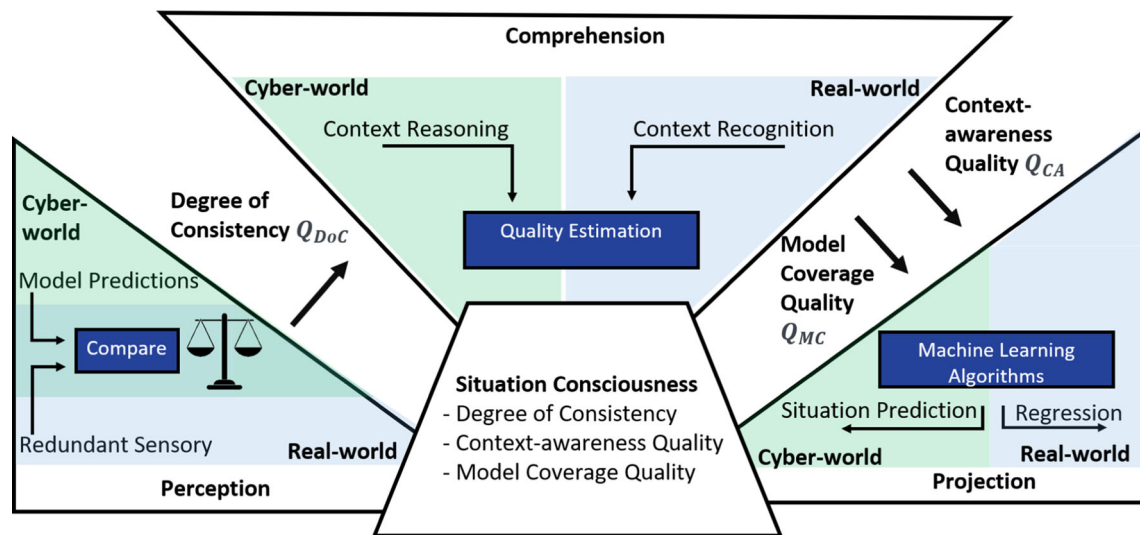 Comprehension
Cyber-world
Real-world
Context Reasoning
Context Recognition
Quality Estimation
Context-
awareness
Quality Q_CA
Degree of
Consistency Q_DoC
Model
Coverage
Quality
Q_MC
Cyber-
world
Model Predictions
Compare
Redundant Sensory
Real-world
Perception
Situation Consciousness
- Degree of Consistency
- Context-awareness Quality
- Model Coverage Quality
Machine Learning
Algorithms
Situation Prediction
Regression
Cyber-world
Real-world
Projection